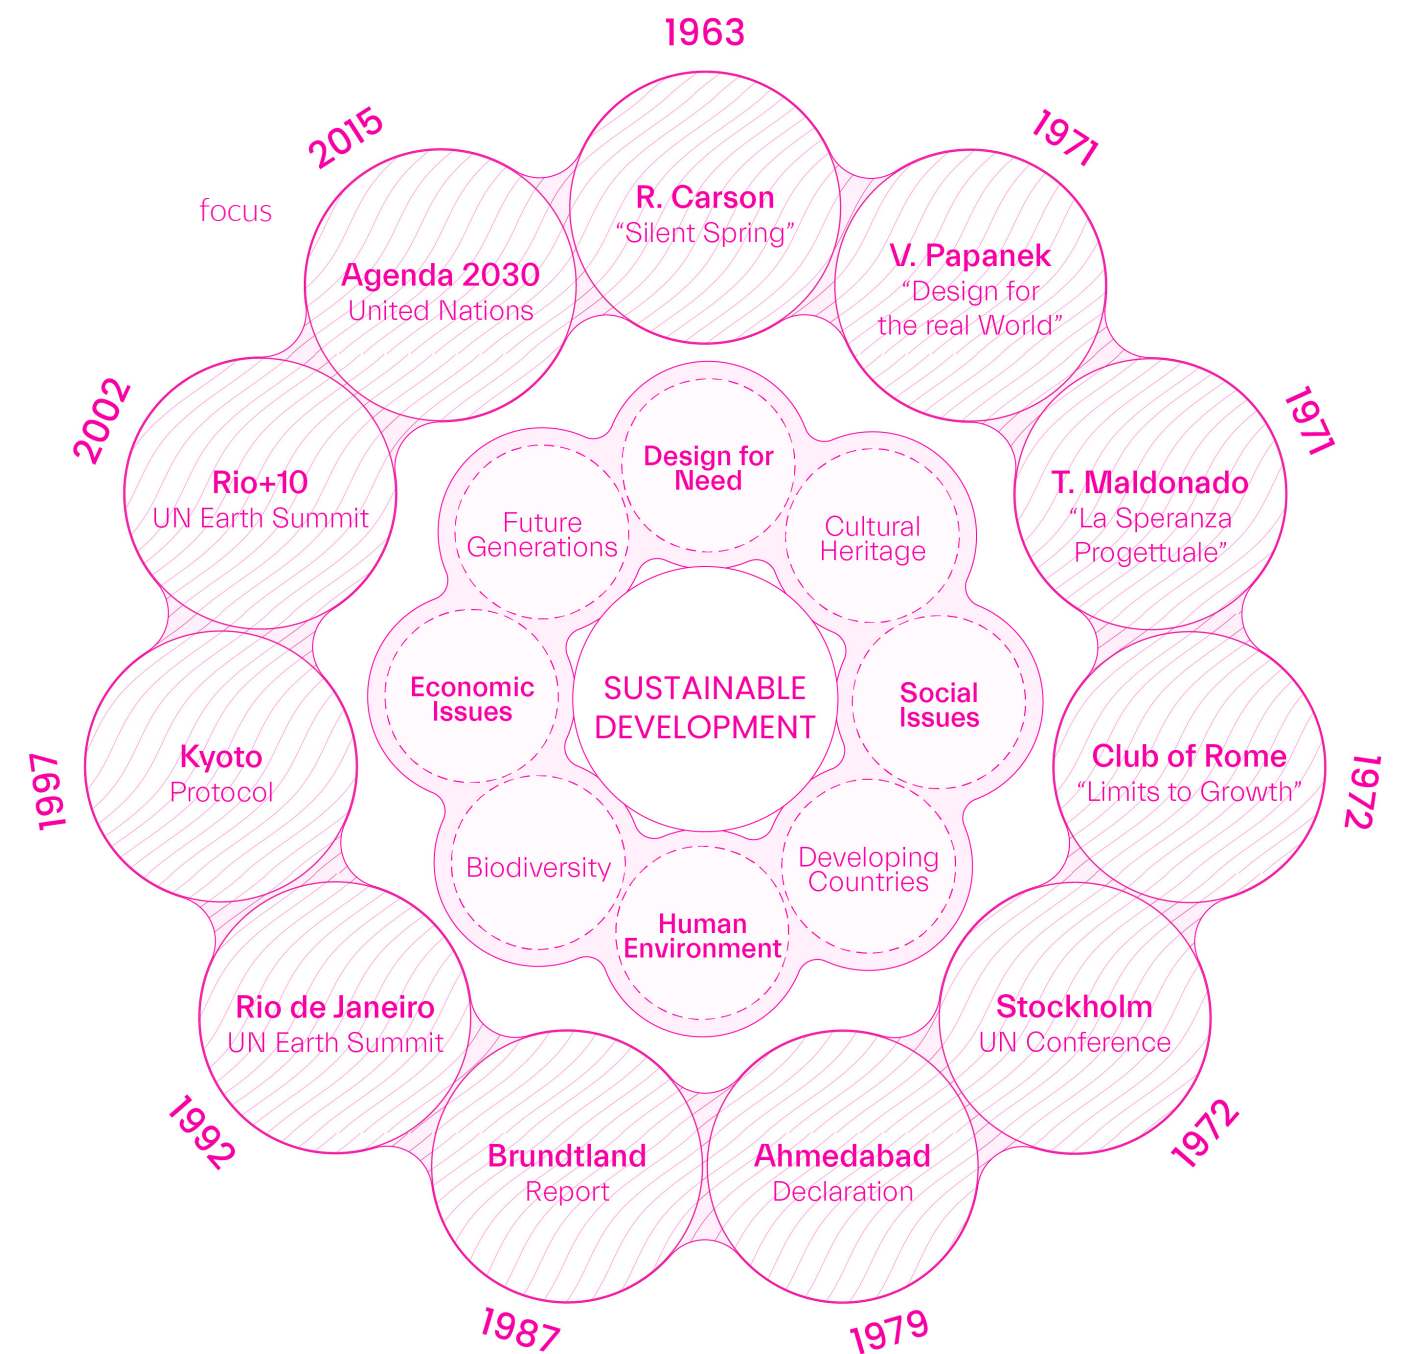 1963
R. Carson
“Silent Spring”
1971
V. Papanek
“Design for
the real World”
1971
T. Maldonado
“La Speranza
Progettuale”
1972
Club of Rome
“Limits to Growth”
1972
Stockholm
UN Conference
1979
Ahmedabad
Declaration
1987
Brundtland
Report
1992
Rio de Janeiro
UN Earth Summit
1997
Kyoto
Protocol
2002
Rio+10
UN Earth Summit
2015
focus
Agenda 2030
United Nations
Design for
Need
Cultural
Heritage
Social
Issues
Developing
Countries
Human
Environment
Biodiversity
Economic
Issues
Future
Generations
SUSTAINABLE
DEVELOPMENT